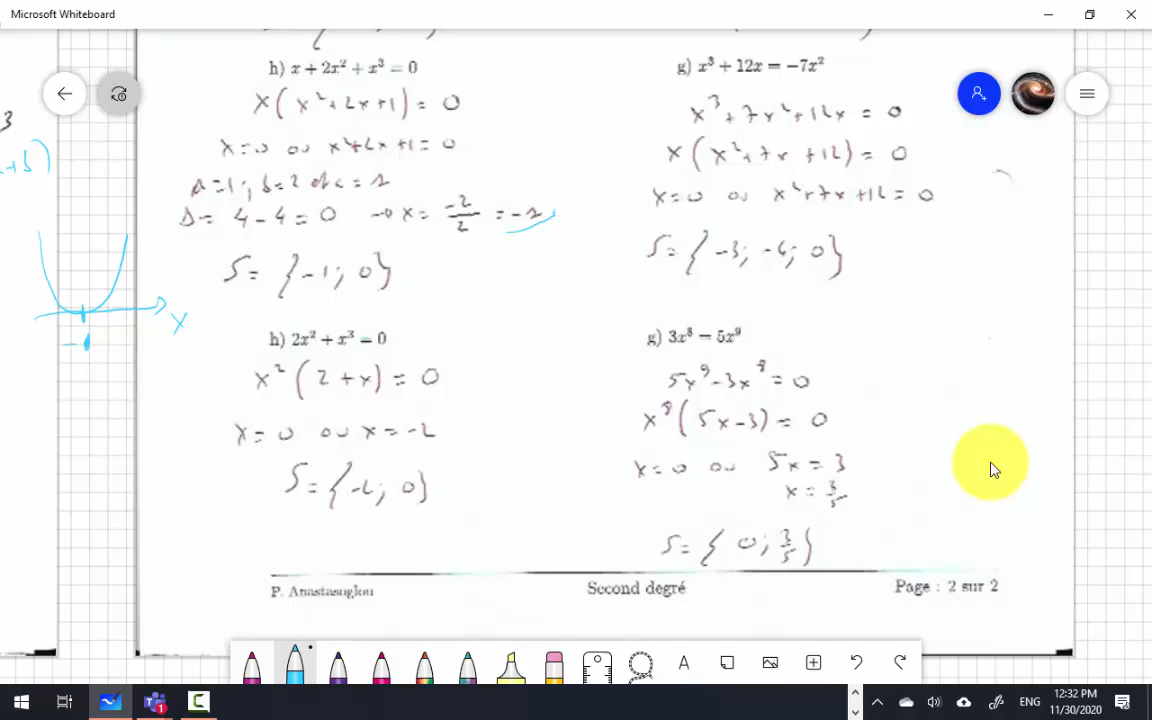 Microsoft Whiteboard
3
h) x + 2x² + x³ = 0
x(x² + 2x + 1) = 0
x = 0 ou x² + 2x + 1 = 0
a = 1 ; b = 2 et c = 1
Δ = 4 - 4 = 0 → x = -2/2 = -1
S = {-1; 0}
x
-1
g) x³ + 12x = -7x²
x³ + 7x² + 12x = 0
x(x² + 7x + 12) = 0
x = 0 ou x² + 7x + 12 = 0
S = {-3; -4; 0}
h) 2x² + x³ = 0
x²(2 + x) = 0
x = 0 ou x = -2
S = {-2; 0}
g) 3x⁸ = 5x⁹
5x⁹ - 3x⁸ = 0
x⁸(5x - 3) = 0
x = 0 ou 5x = 3
x = 3/5
S = {0; 3/5}
P. Anastasoglou Second degré Page : 2 sur 2
A
1 ENG 12:32 PM
11/30/2020